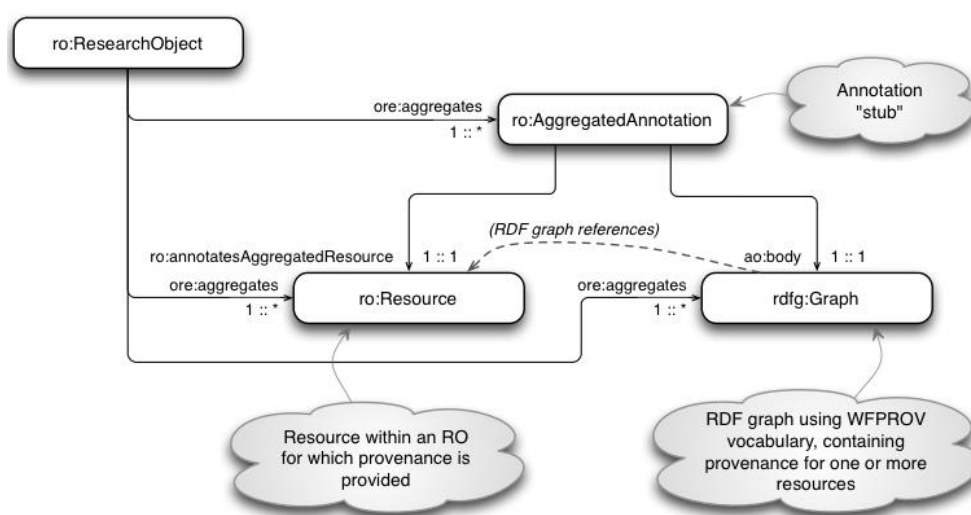 ro:ResearchObject
ore:aggregates
1 :: *
ro:AggregatedAnnotation
Annotation
"stub"
(RDF graph references)
ro:annotatesAggregatedResource
1 :: 1
ao:body
1 :: 1
ore:aggregates
1 :: *
ro:Resource
ore:aggregates
1 :: *
rdfg:Graph
Resource within an RO
for which provenance is
provided
RDF graph using WFPROV
vocabulary, containing
provenance for one or more
resources